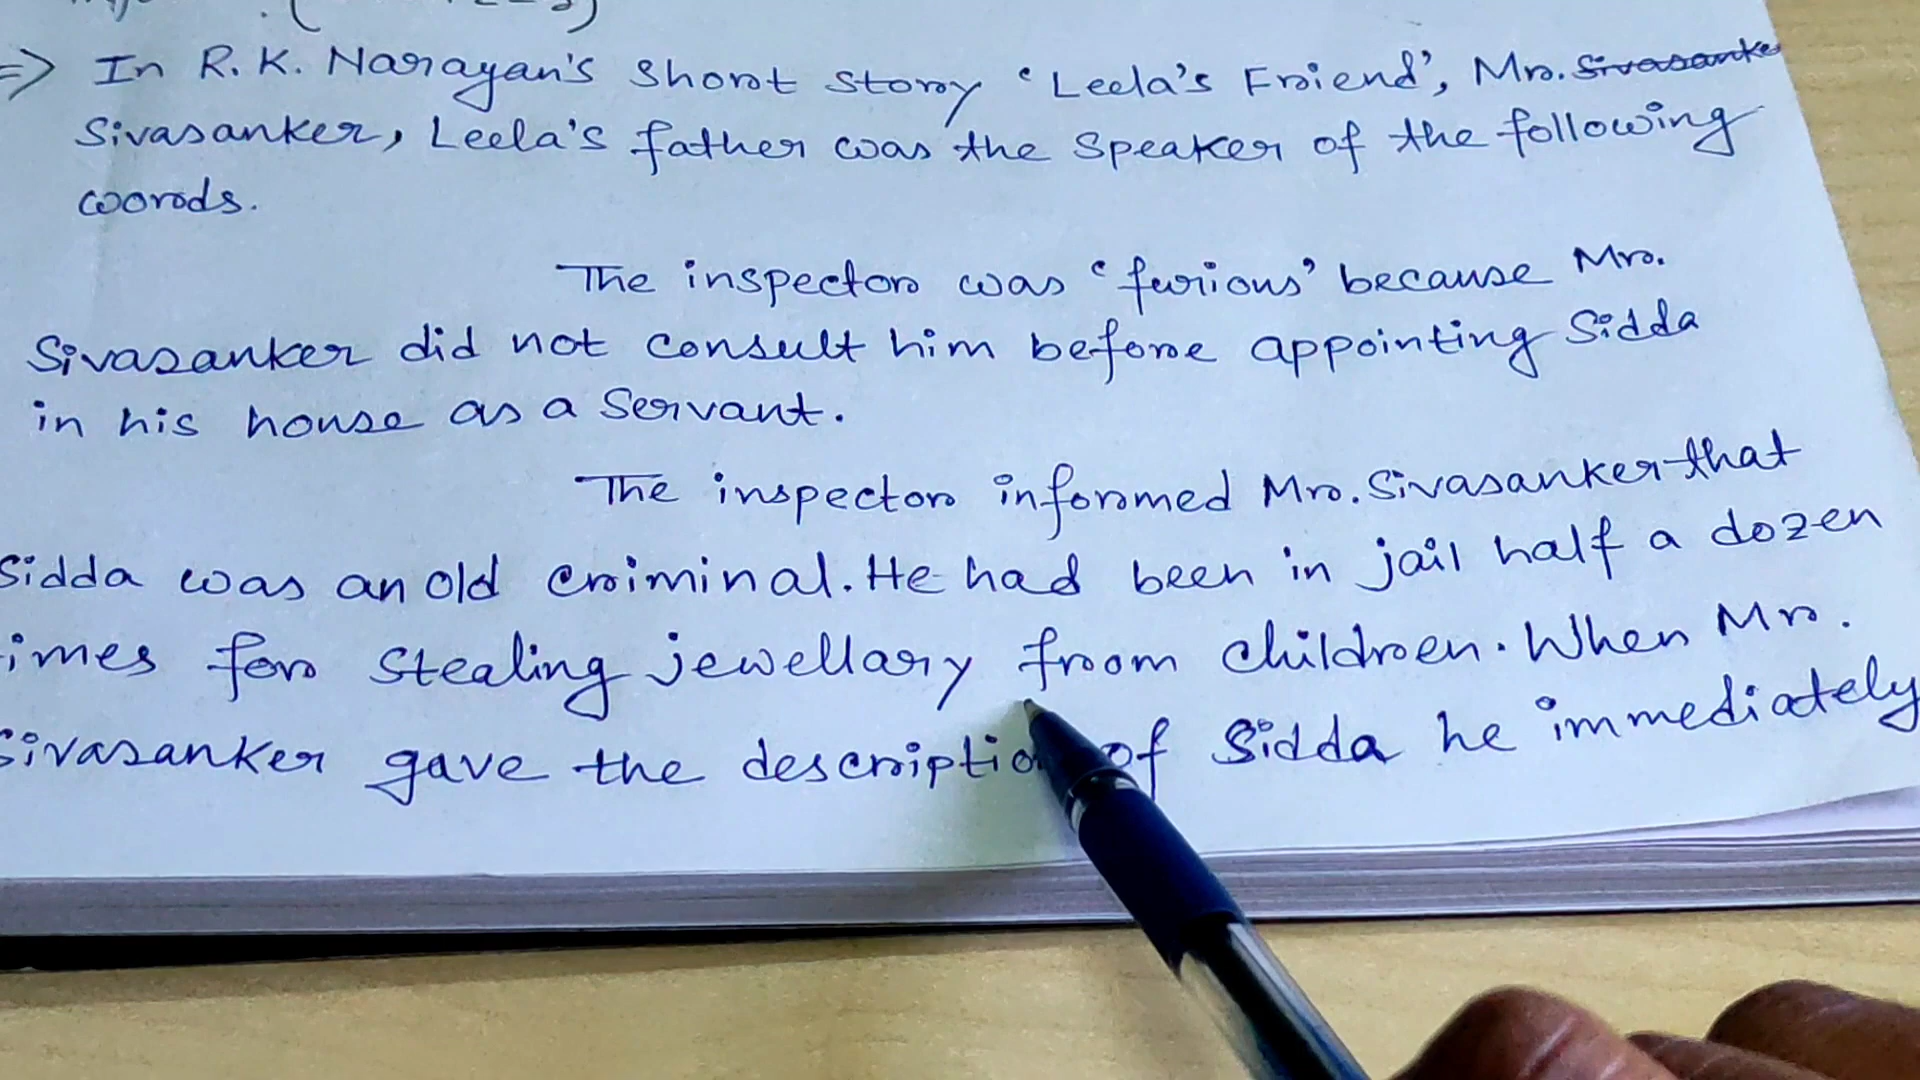 => In R.K. Narayan's short story 'Leela's Friend', Mr. Sivasanke
Sivasanker, Leela's father was the speaker of the following
words.
The inspector was 'furious' because Mr.
Sivasanker did not consult him before appointing Sidda
in his house as a servant.
The inspector informed Mr. Sivasanker that
Sidda was an old criminal. He had been in jail half a dozen
imes for stealing jewellary from children. When Mr.
Sivasanker gave the descriptio of Sidda he immediately